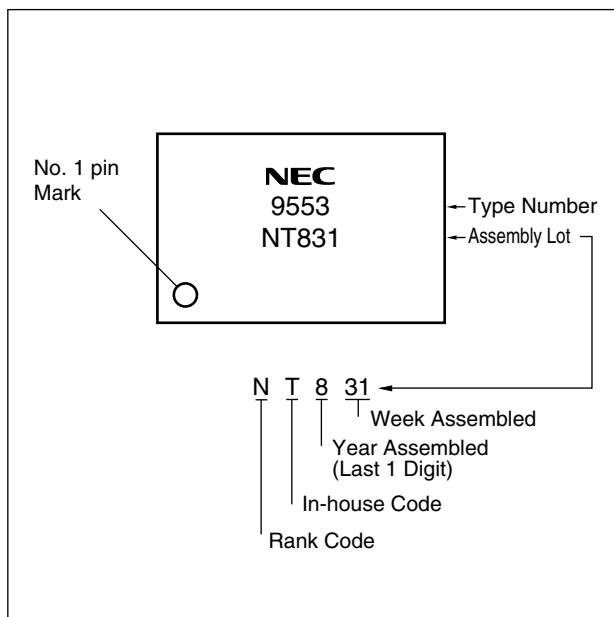 No. 1 pin
Mark
NEC
9553
NT831
Type Number
Assembly Lot
N T 8 31
Week Assembled
Year Assembled
(Last 1 Digit)
In-house Code
Rank Code